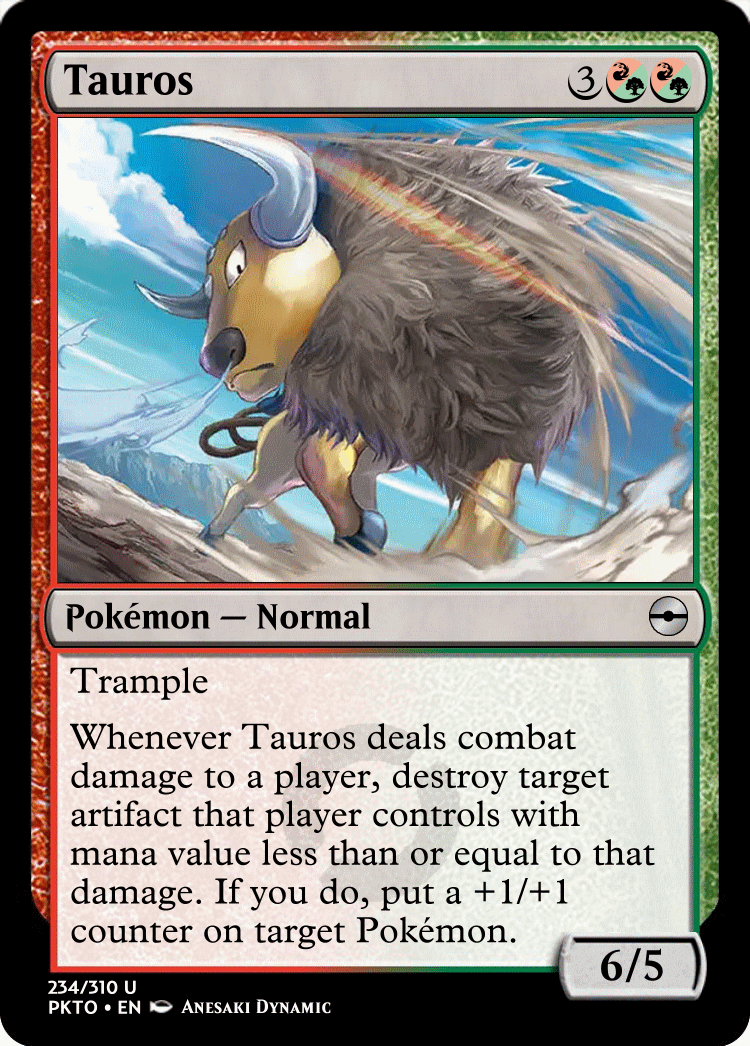 Tauros 3
Pokémon — Normal
Trample
Whenever Tauros deals combat
damage to a player, destroy target
artifact that player controls with
mana value less than or equal to that
damage. If you do, put a +1/+1
counter on target Pokémon.
6/5
234/310 U
PKTO • EN Anesaki Dynamic